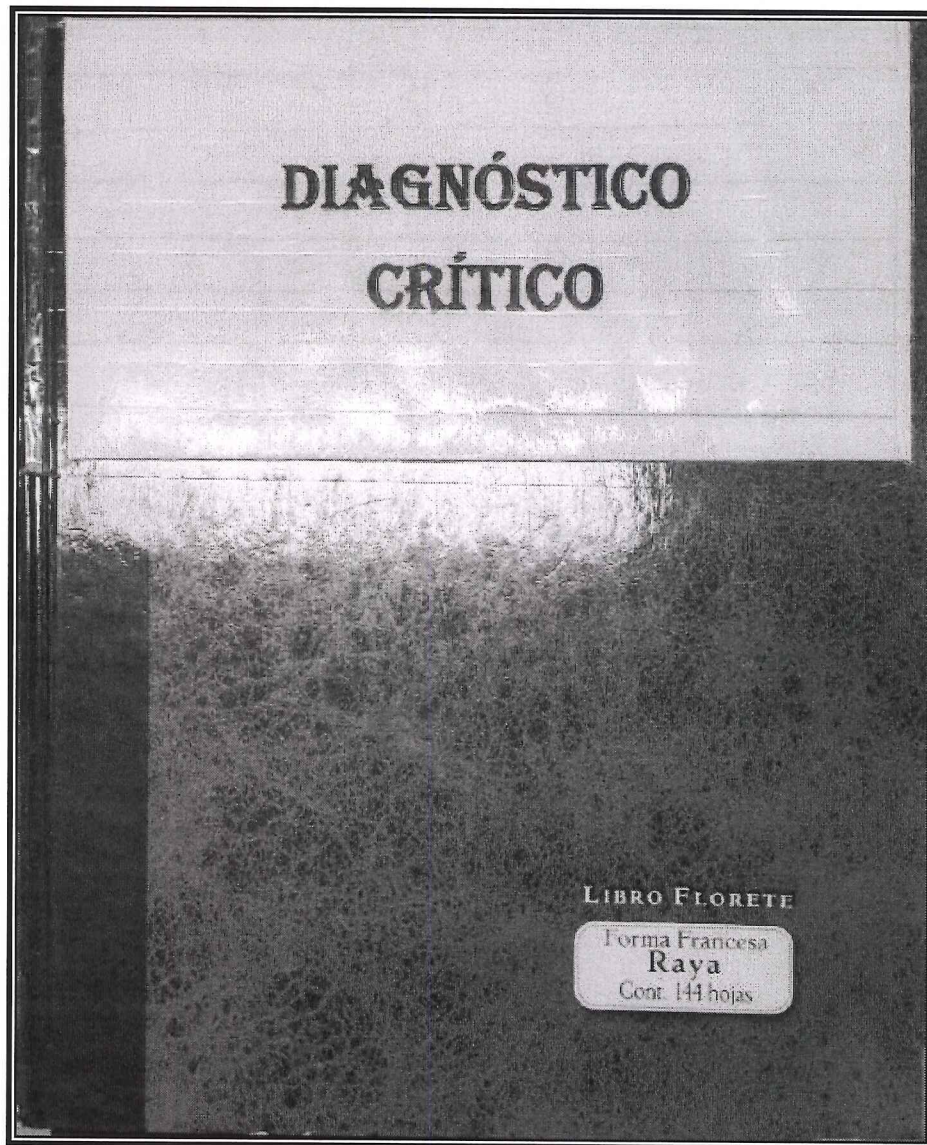 DIAGNÓSTICO
CRÍTICO
LIBRO FLORETE
Forma Francesa
Raya
Cont. 144 hojas